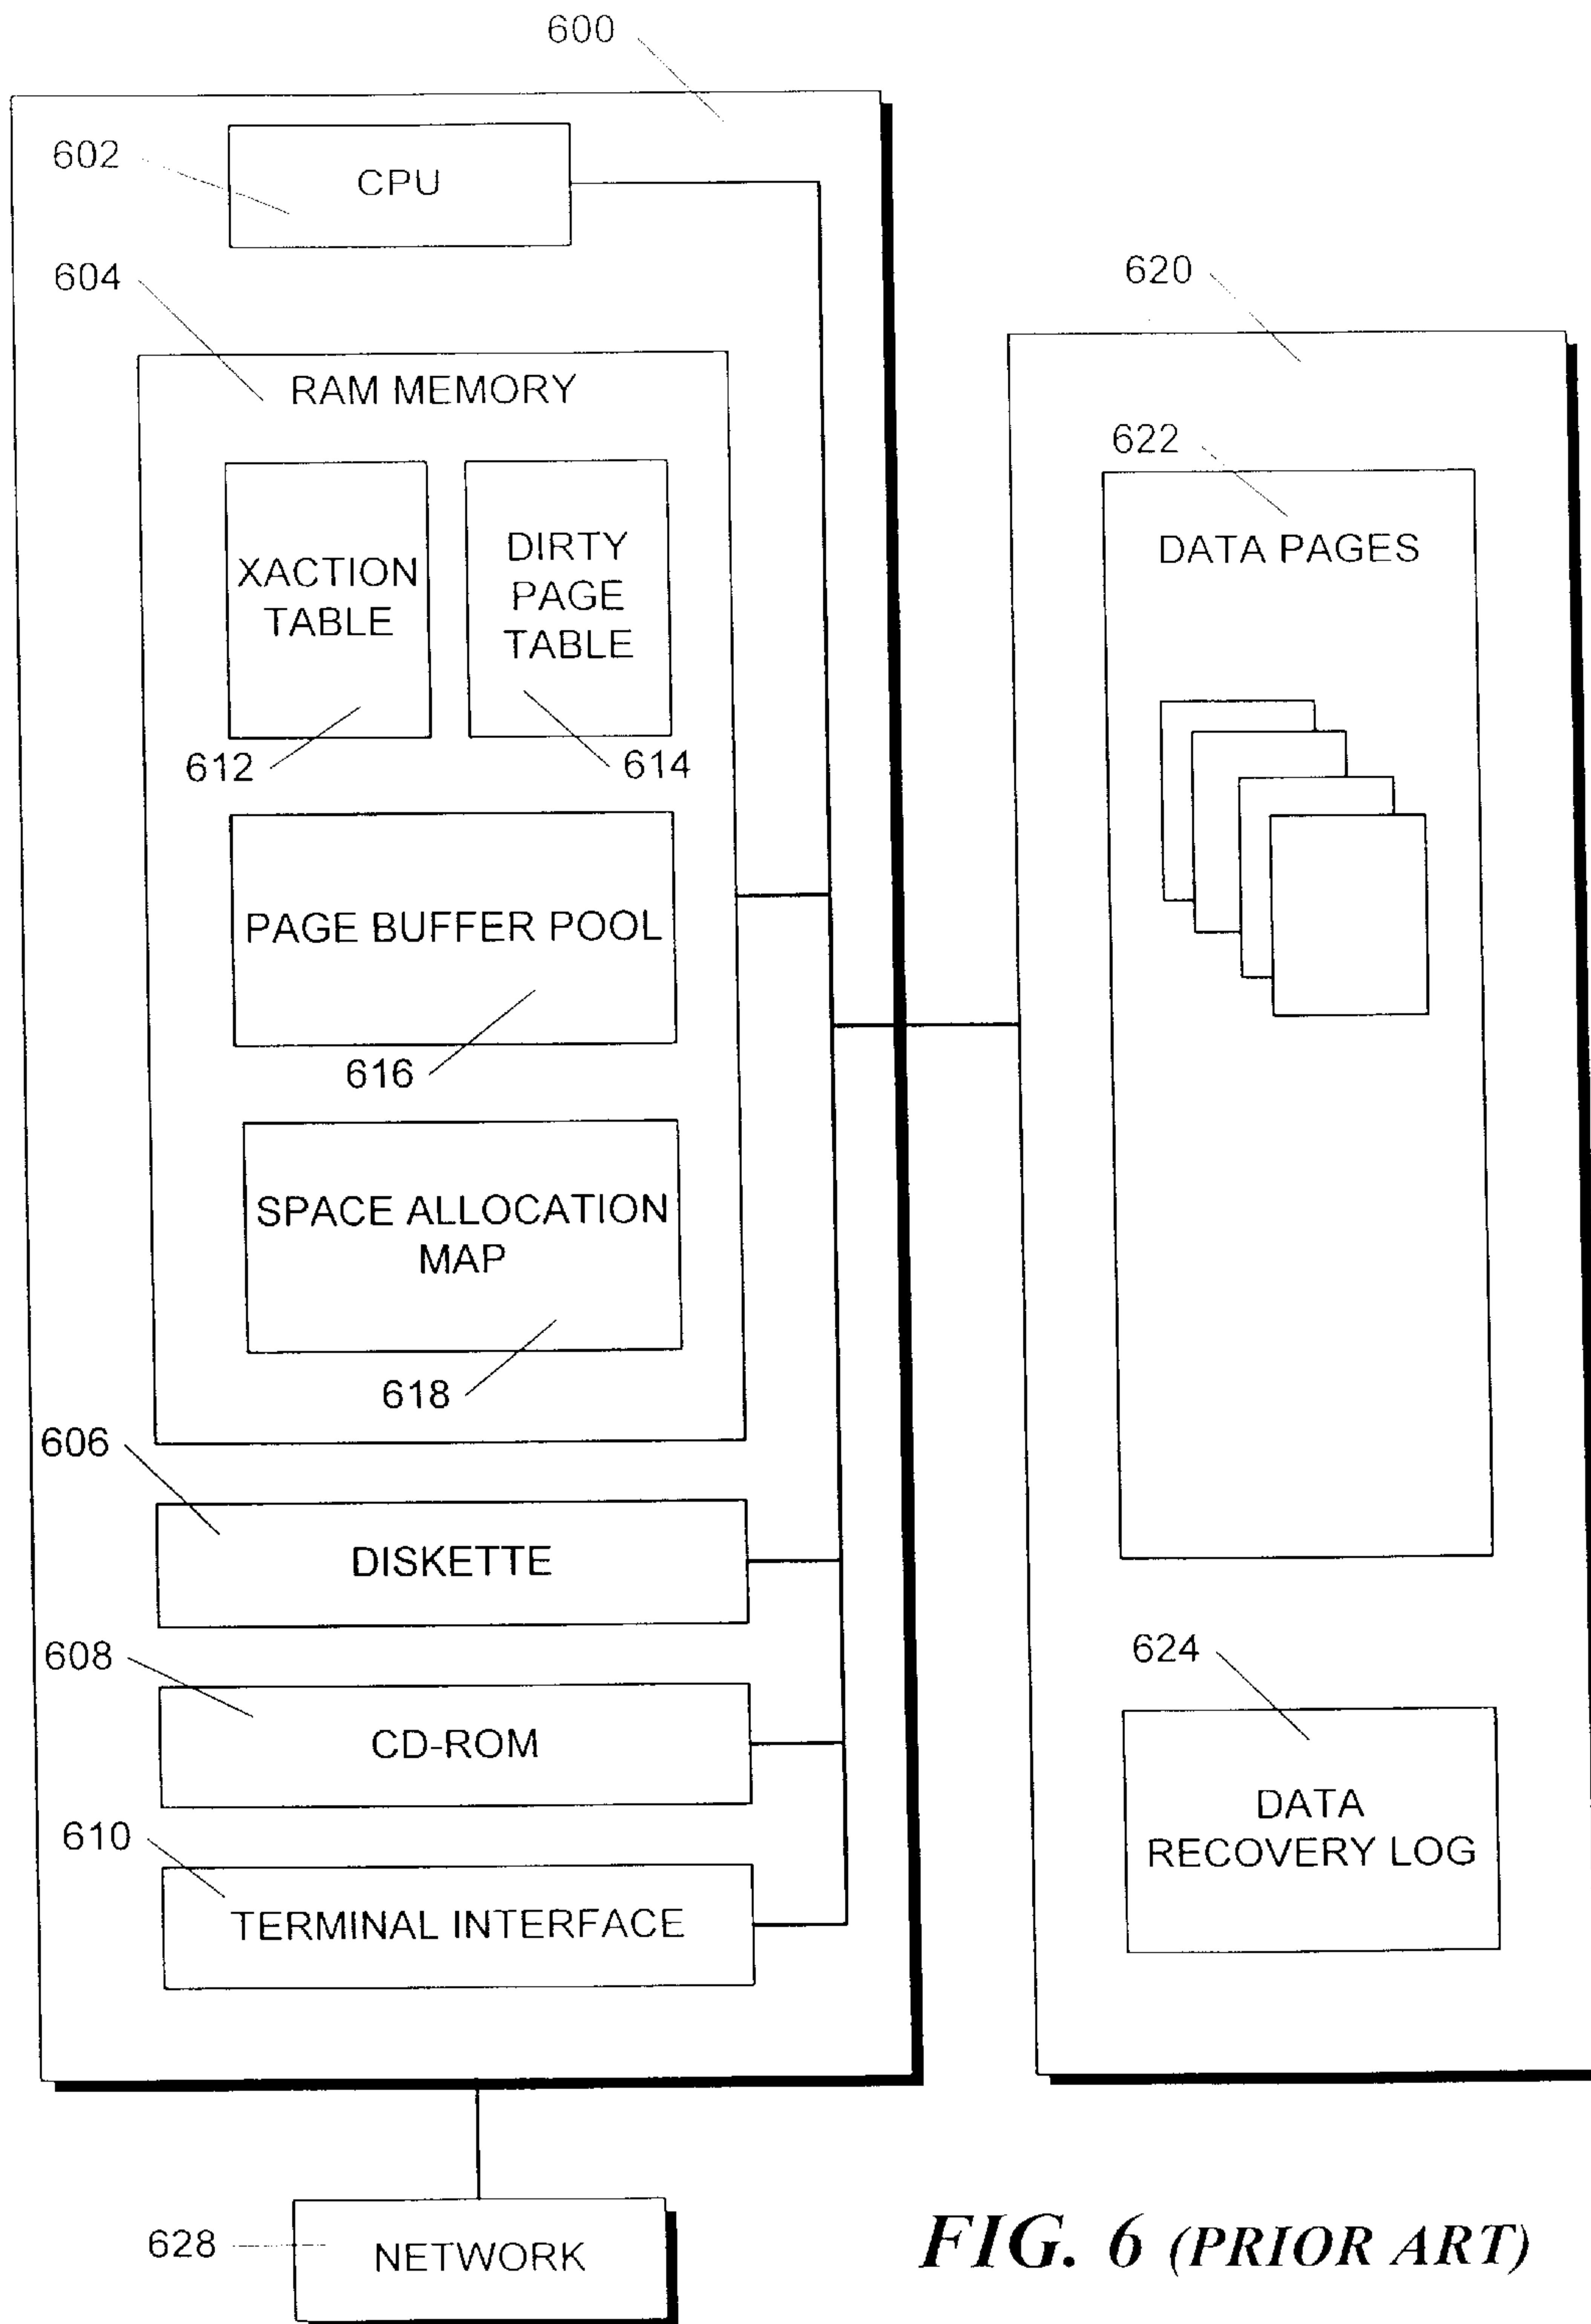 600
602
CPU
604
620
RAM MEMORY
622
XACTION
TABLE
DIRTY
PAGE
TABLE
DATA PAGES
612
614
PAGE BUFFER POOL
616
SPACE ALLOCATION
MAP
618
606
DISKETTE
608
CD-ROM
624
610
TERMINAL INTERFACE
DATA
RECOVERY LOG
628
NETWORK
FIG. 6 (PRIOR ART)